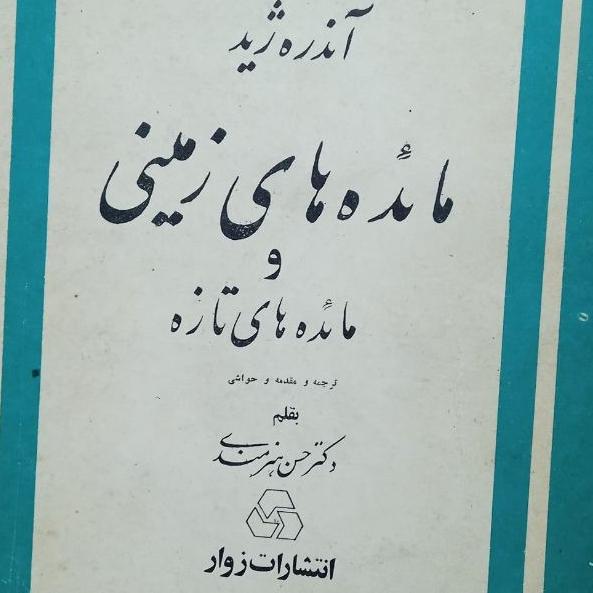 آندره ژید
مائده های زمینی
و
مائده های تازه
ترجمه و مقدمه و حواشی
بقلم
دکتر حسن هنرمندی
انتشارات زوار